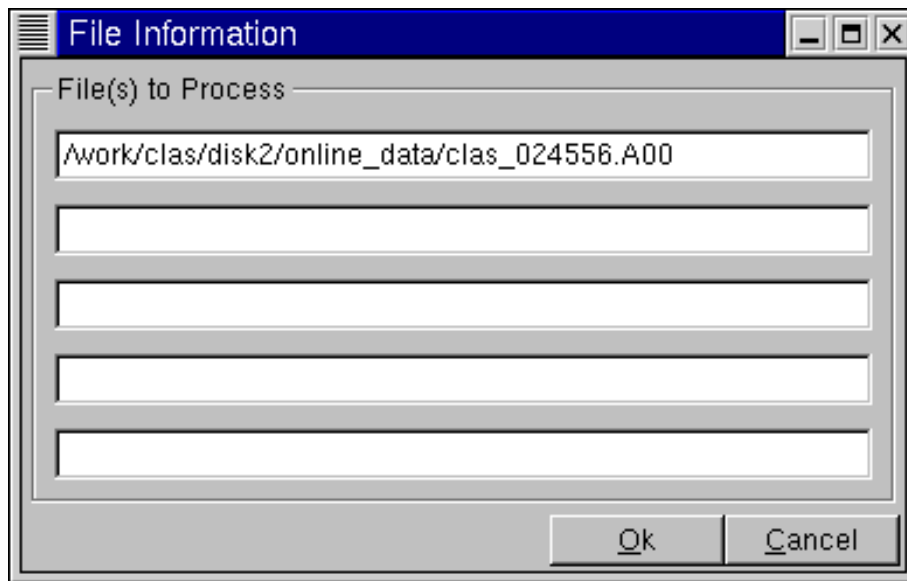 File Information
File(s) to Process
/work/clas/disk2/online_data/clas_024556.A00
Ok
Cancel